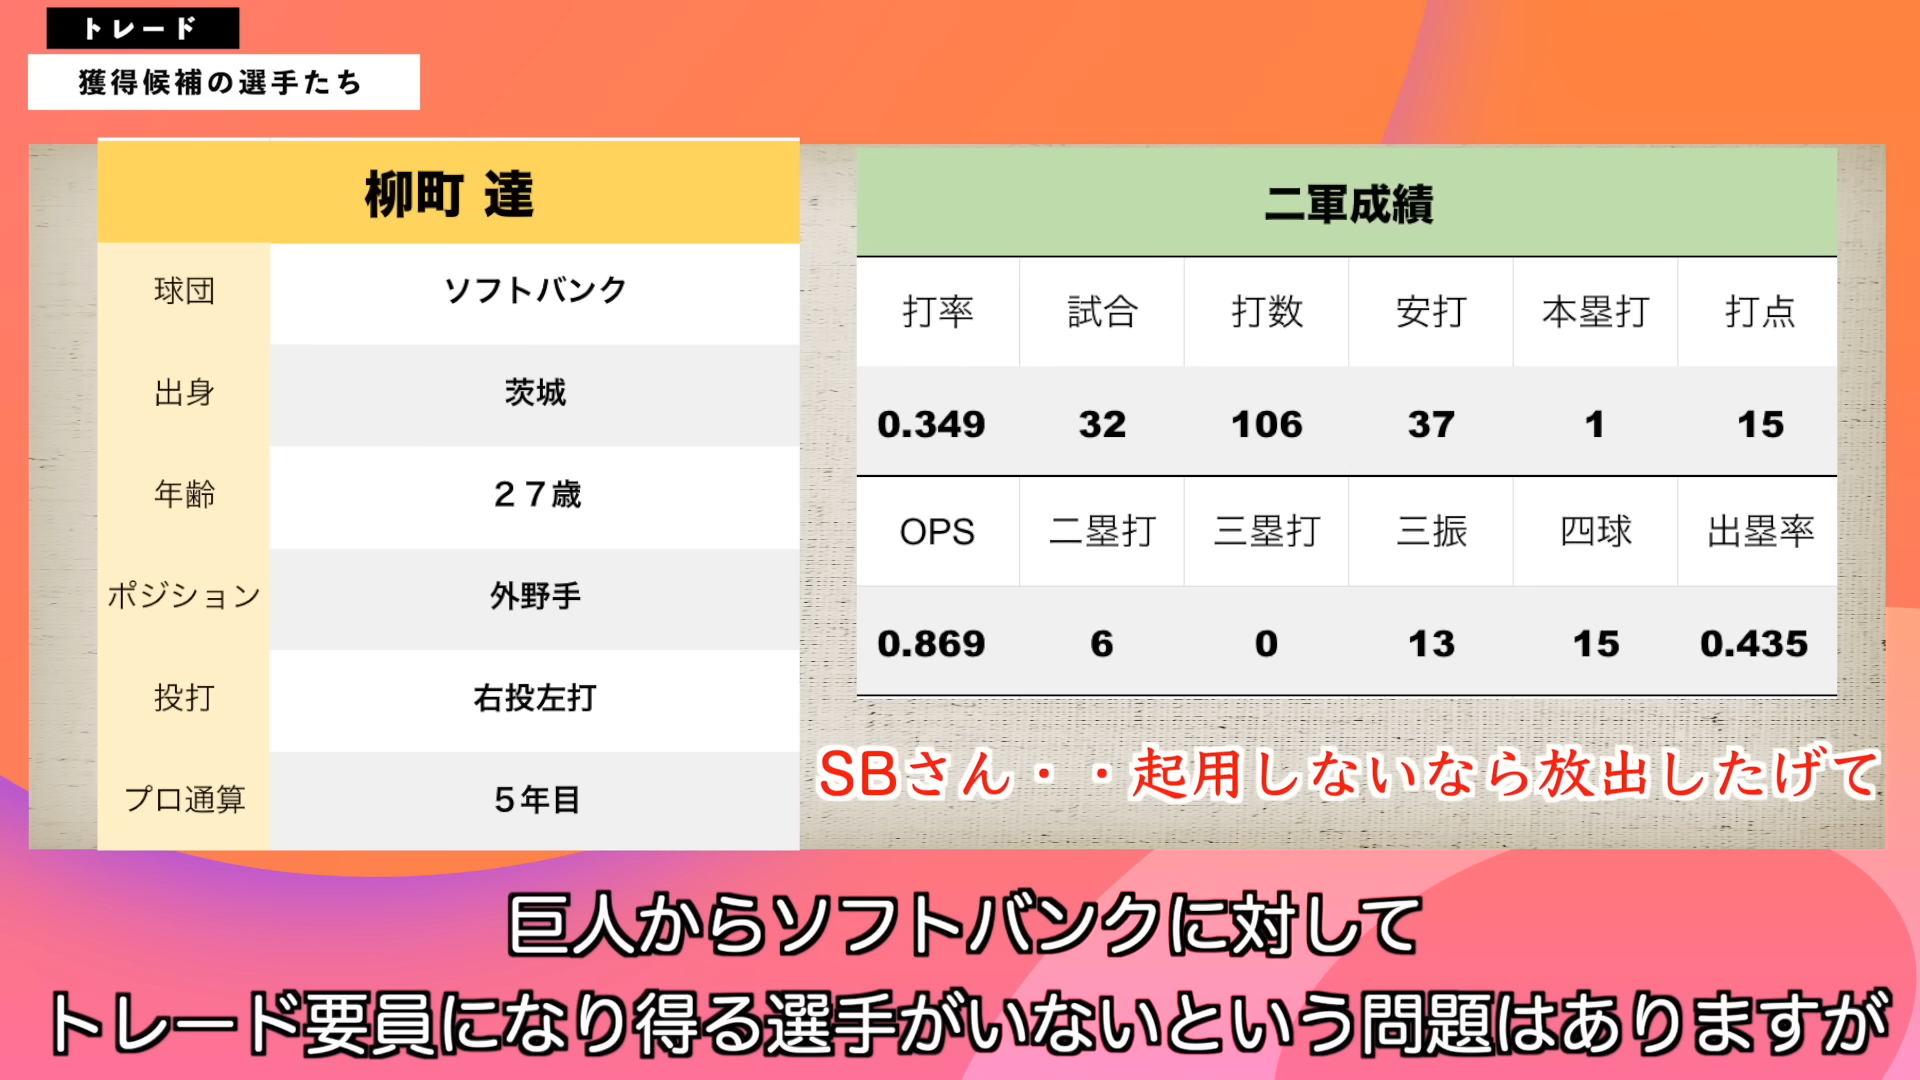 トレード
獲得候補の選手たち
柳町 達
球団 ソフトバンク
出身 茨城
年齢 27歳
ポジション 外野手
投打 右投左打
プロ通算 5年目
二軍成績
打率 試合 打数 安打 本塁打 打点
0.349 32 106 37 1 15
OPS 二塁打 三塁打 三振 四球 出塁率
0.869 6 0 13 15 0.435
SBさん・・起用しないなら放出したげて
巨人からソフトバンクに対して
トレード要員になり得る選手がいないという問題はありますが